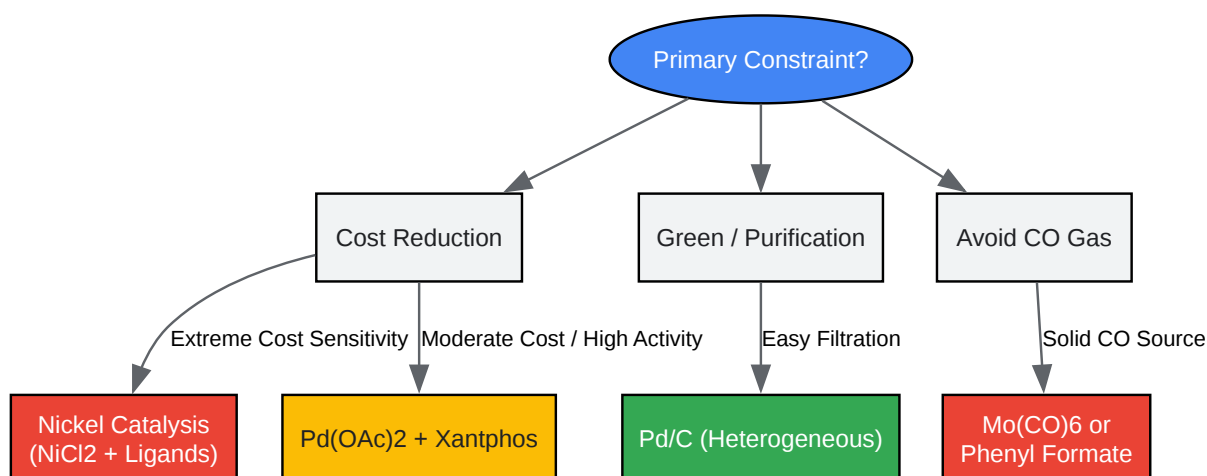 Primary Constraint?
Cost Reduction
Green / Purification
Avoid CO Gas
Extreme Cost Sensitivity
Moderate Cost / High Activity
Easy Filtration
Solid CO Source
Nickel Catalysis
(NiCl2 + Ligands)
Pd(OAc)2 + Xantphos
Pd/C (Heterogeneous)
Mo(CO)6 or
Phenyl Formate